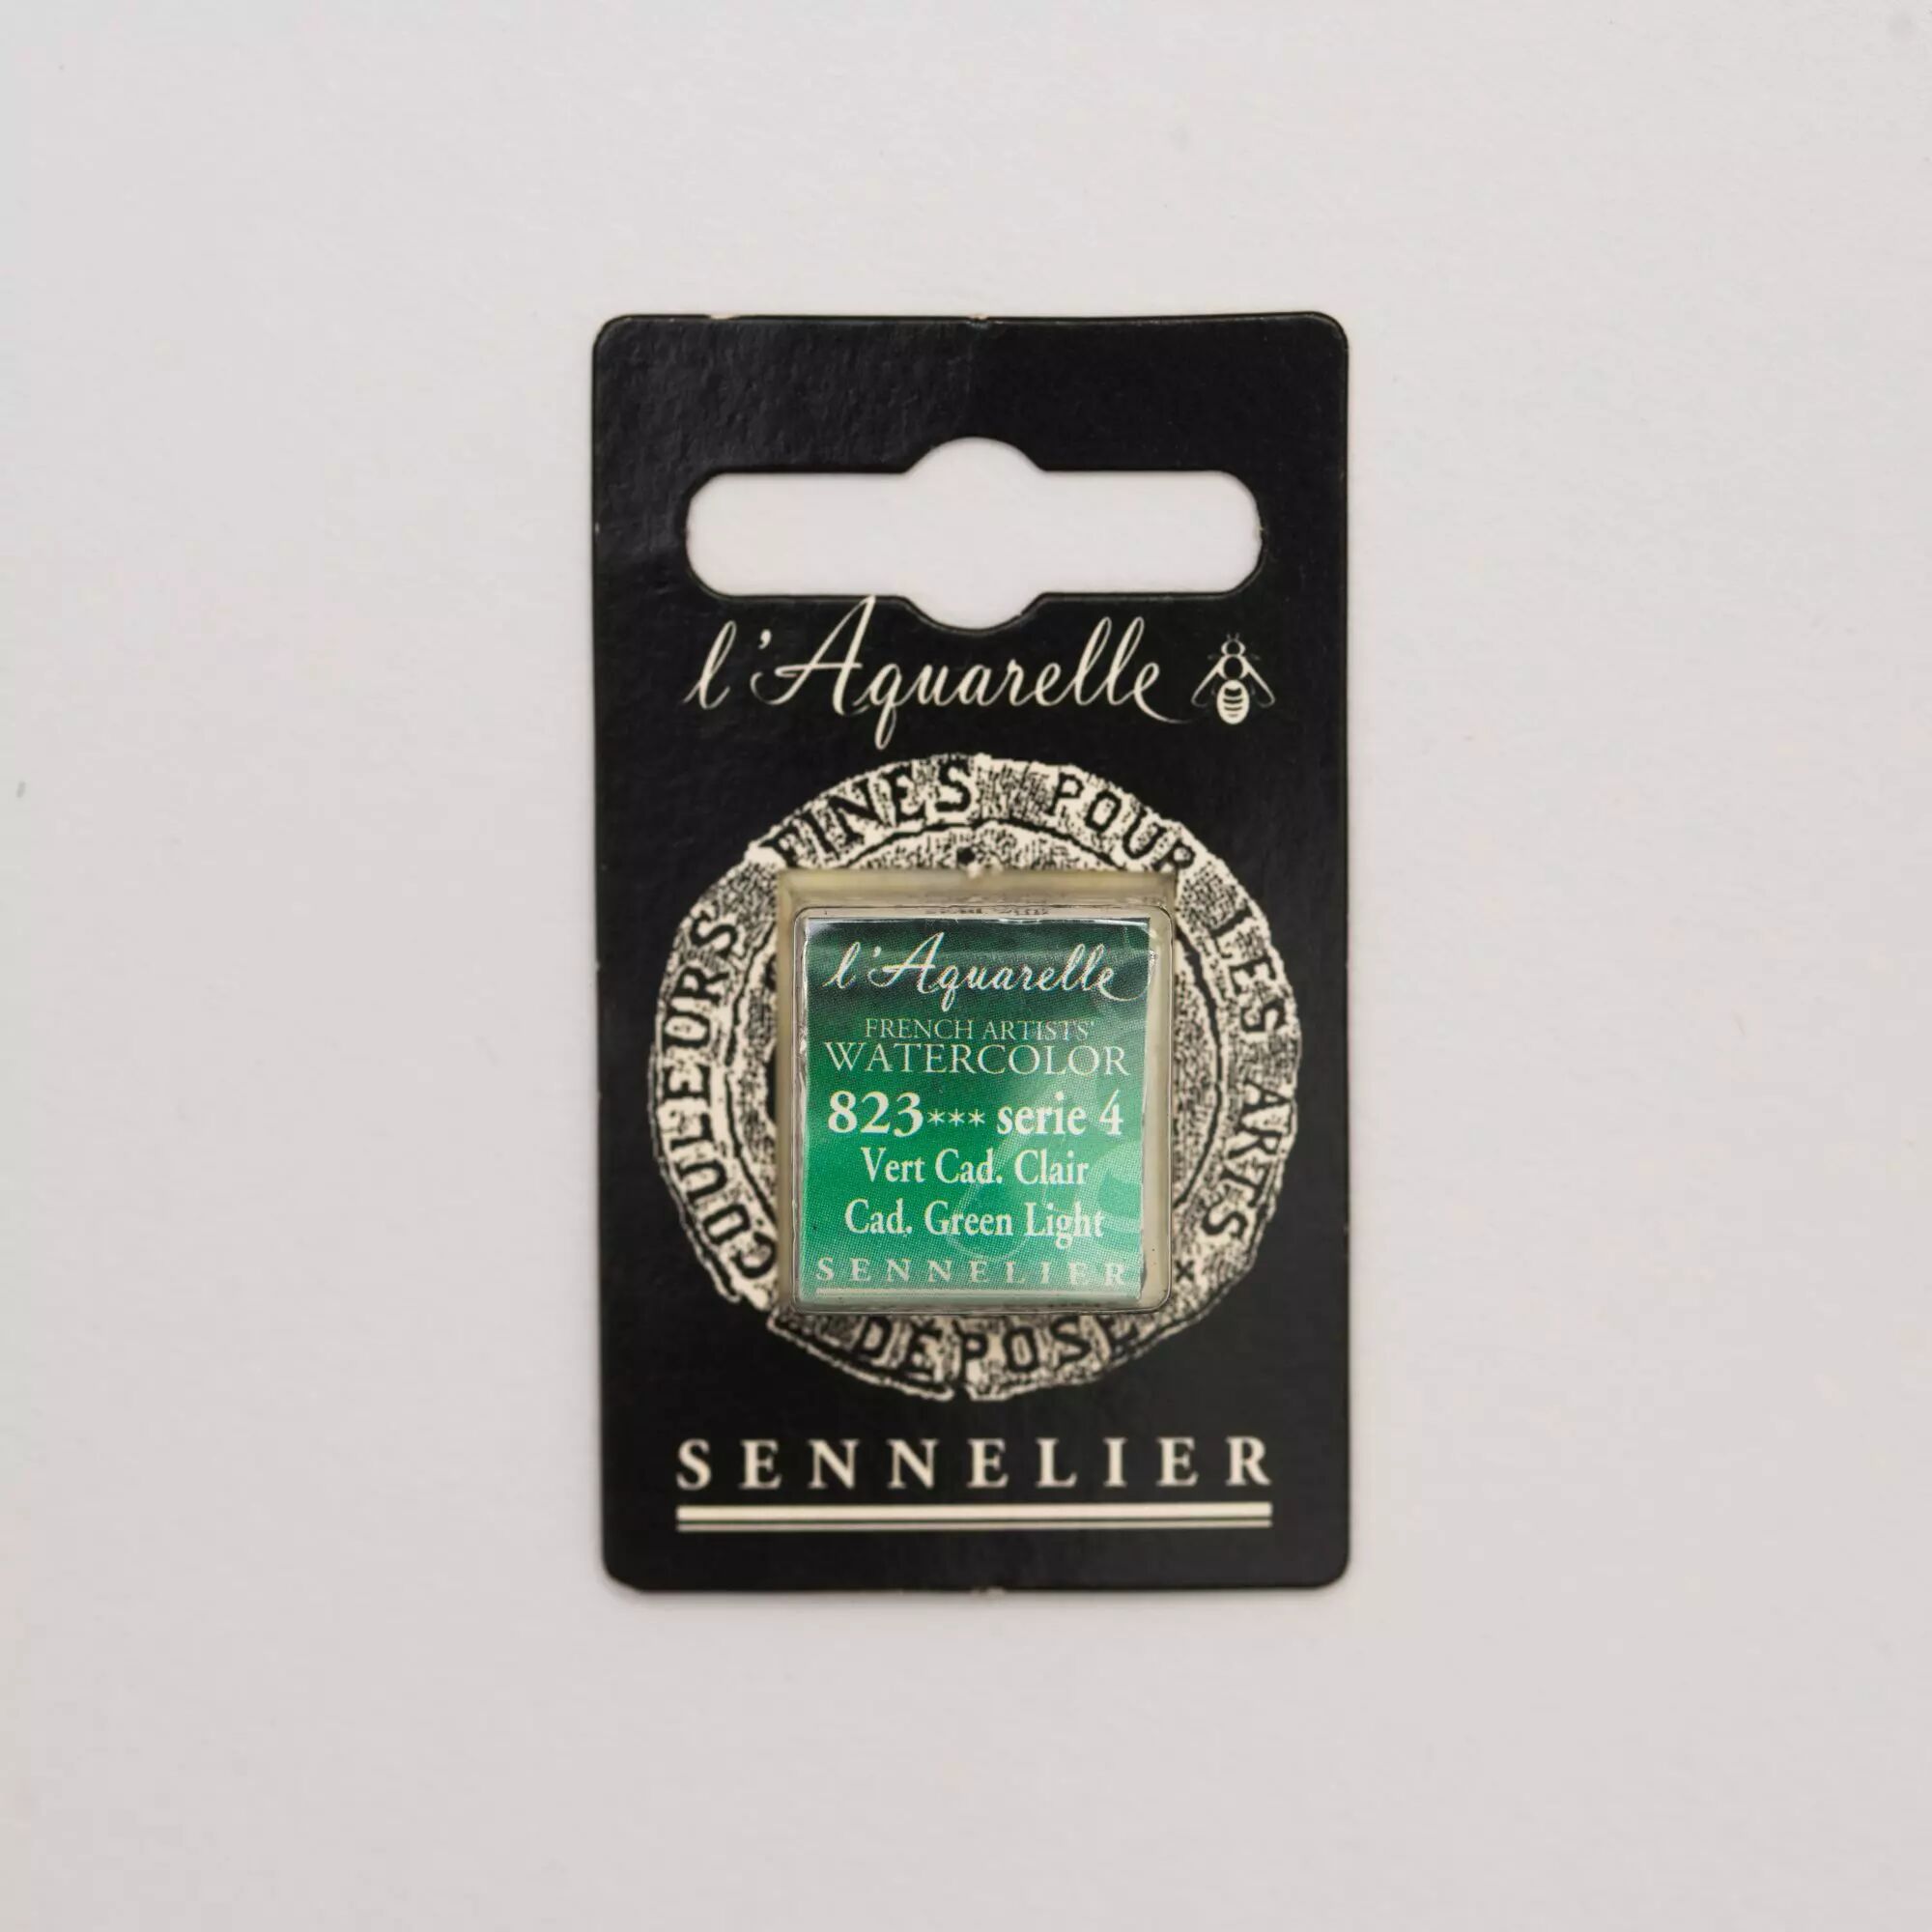 l'Aquarelle
COULEURS FINES POUR LES ARTS
DÉPOSÉ
l'Aquarelle
FRENCH ARTISTS'
WATERCOLOR
823*** serie 4
Vert Cad. Clair
Cad. Green Light
SENNELIER
SENNELIER